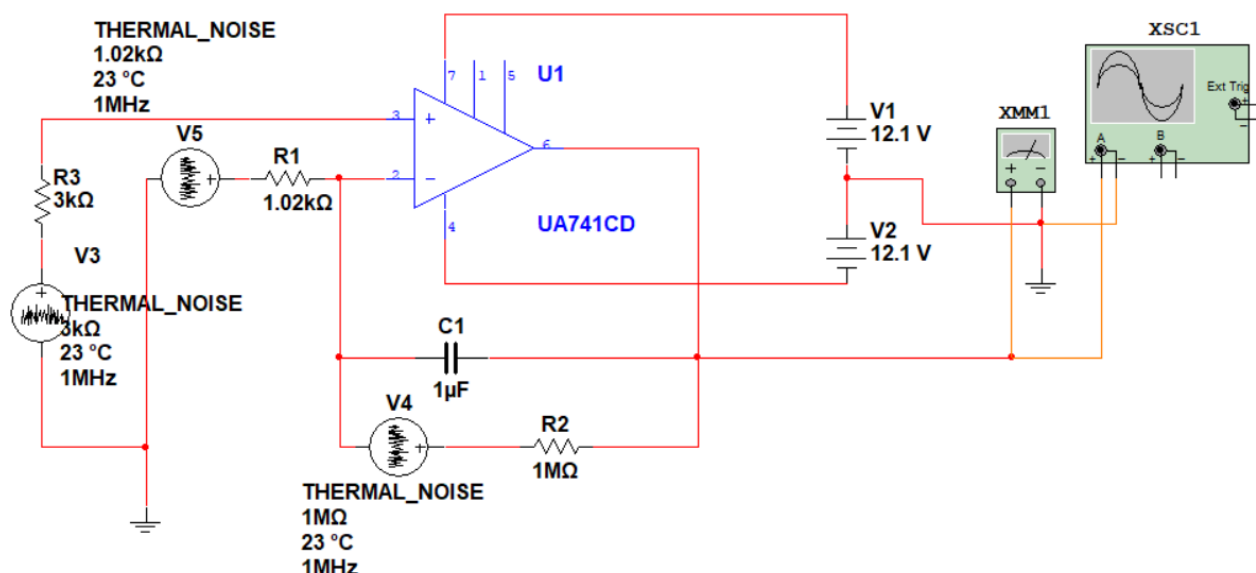 THERMAL_NOISE
1.02kΩ
23 °C
1MHz
V5
R1
1.02kΩ
R3
3kΩ
V3
THERMAL_NOISE
3kΩ
23 °C
1MHz
7
1
5
U1
3
2
6
4
UA741CD
V1
12.1 V
V2
12.1 V
XMM1
XSC1
Ext Trig
A
B
C1
1µF
V4
R2
1MΩ
THERMAL_NOISE
1MΩ
23 °C
1MHz